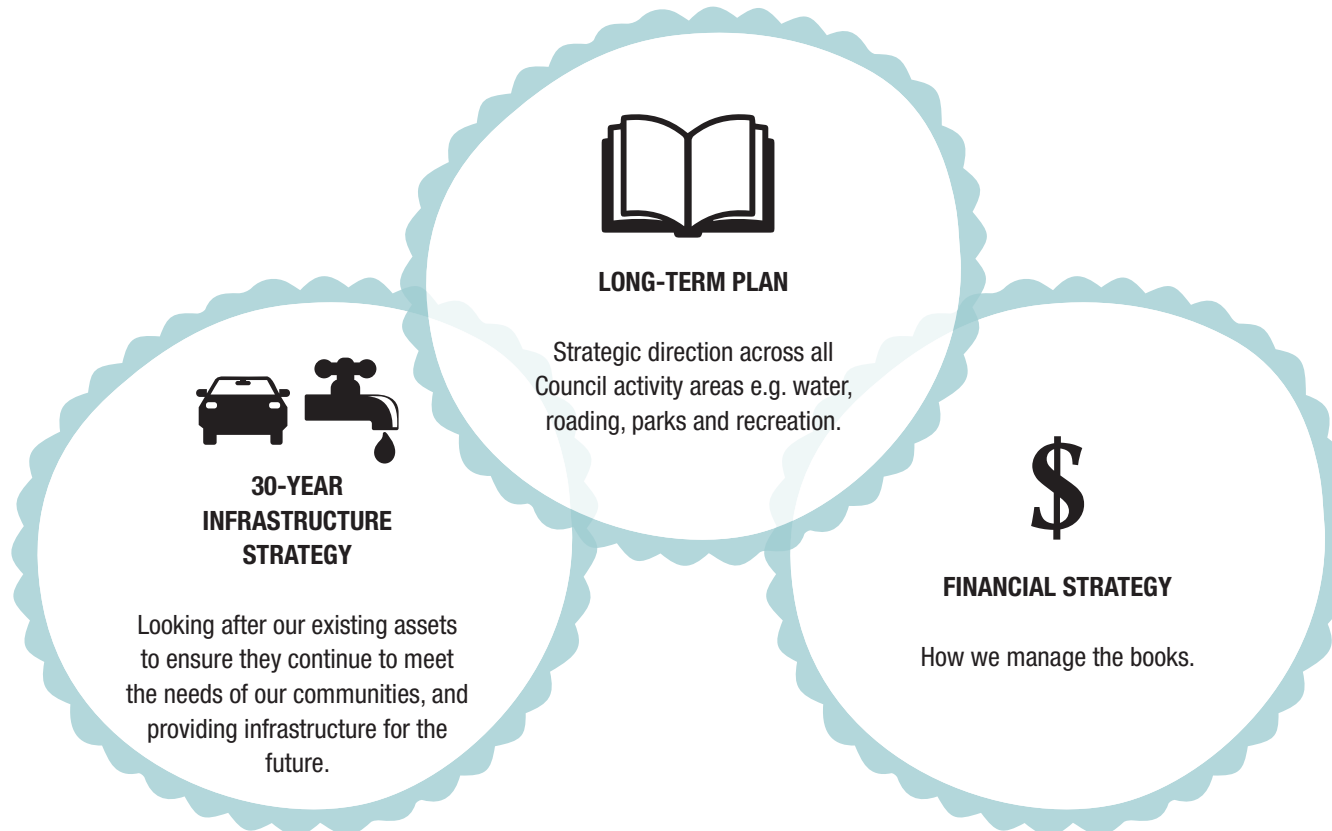 LONG-TERM PLAN
Strategic direction across all
Council activity areas e.g. water,
roading, parks and recreation.
30-YEAR
INFRASTRUCTURE
STRATEGY
Looking after our existing assets
to ensure they continue to meet
the needs of our communities, and
providing infrastructure for the
future.
$
FINANCIAL STRATEGY
How we manage the books.